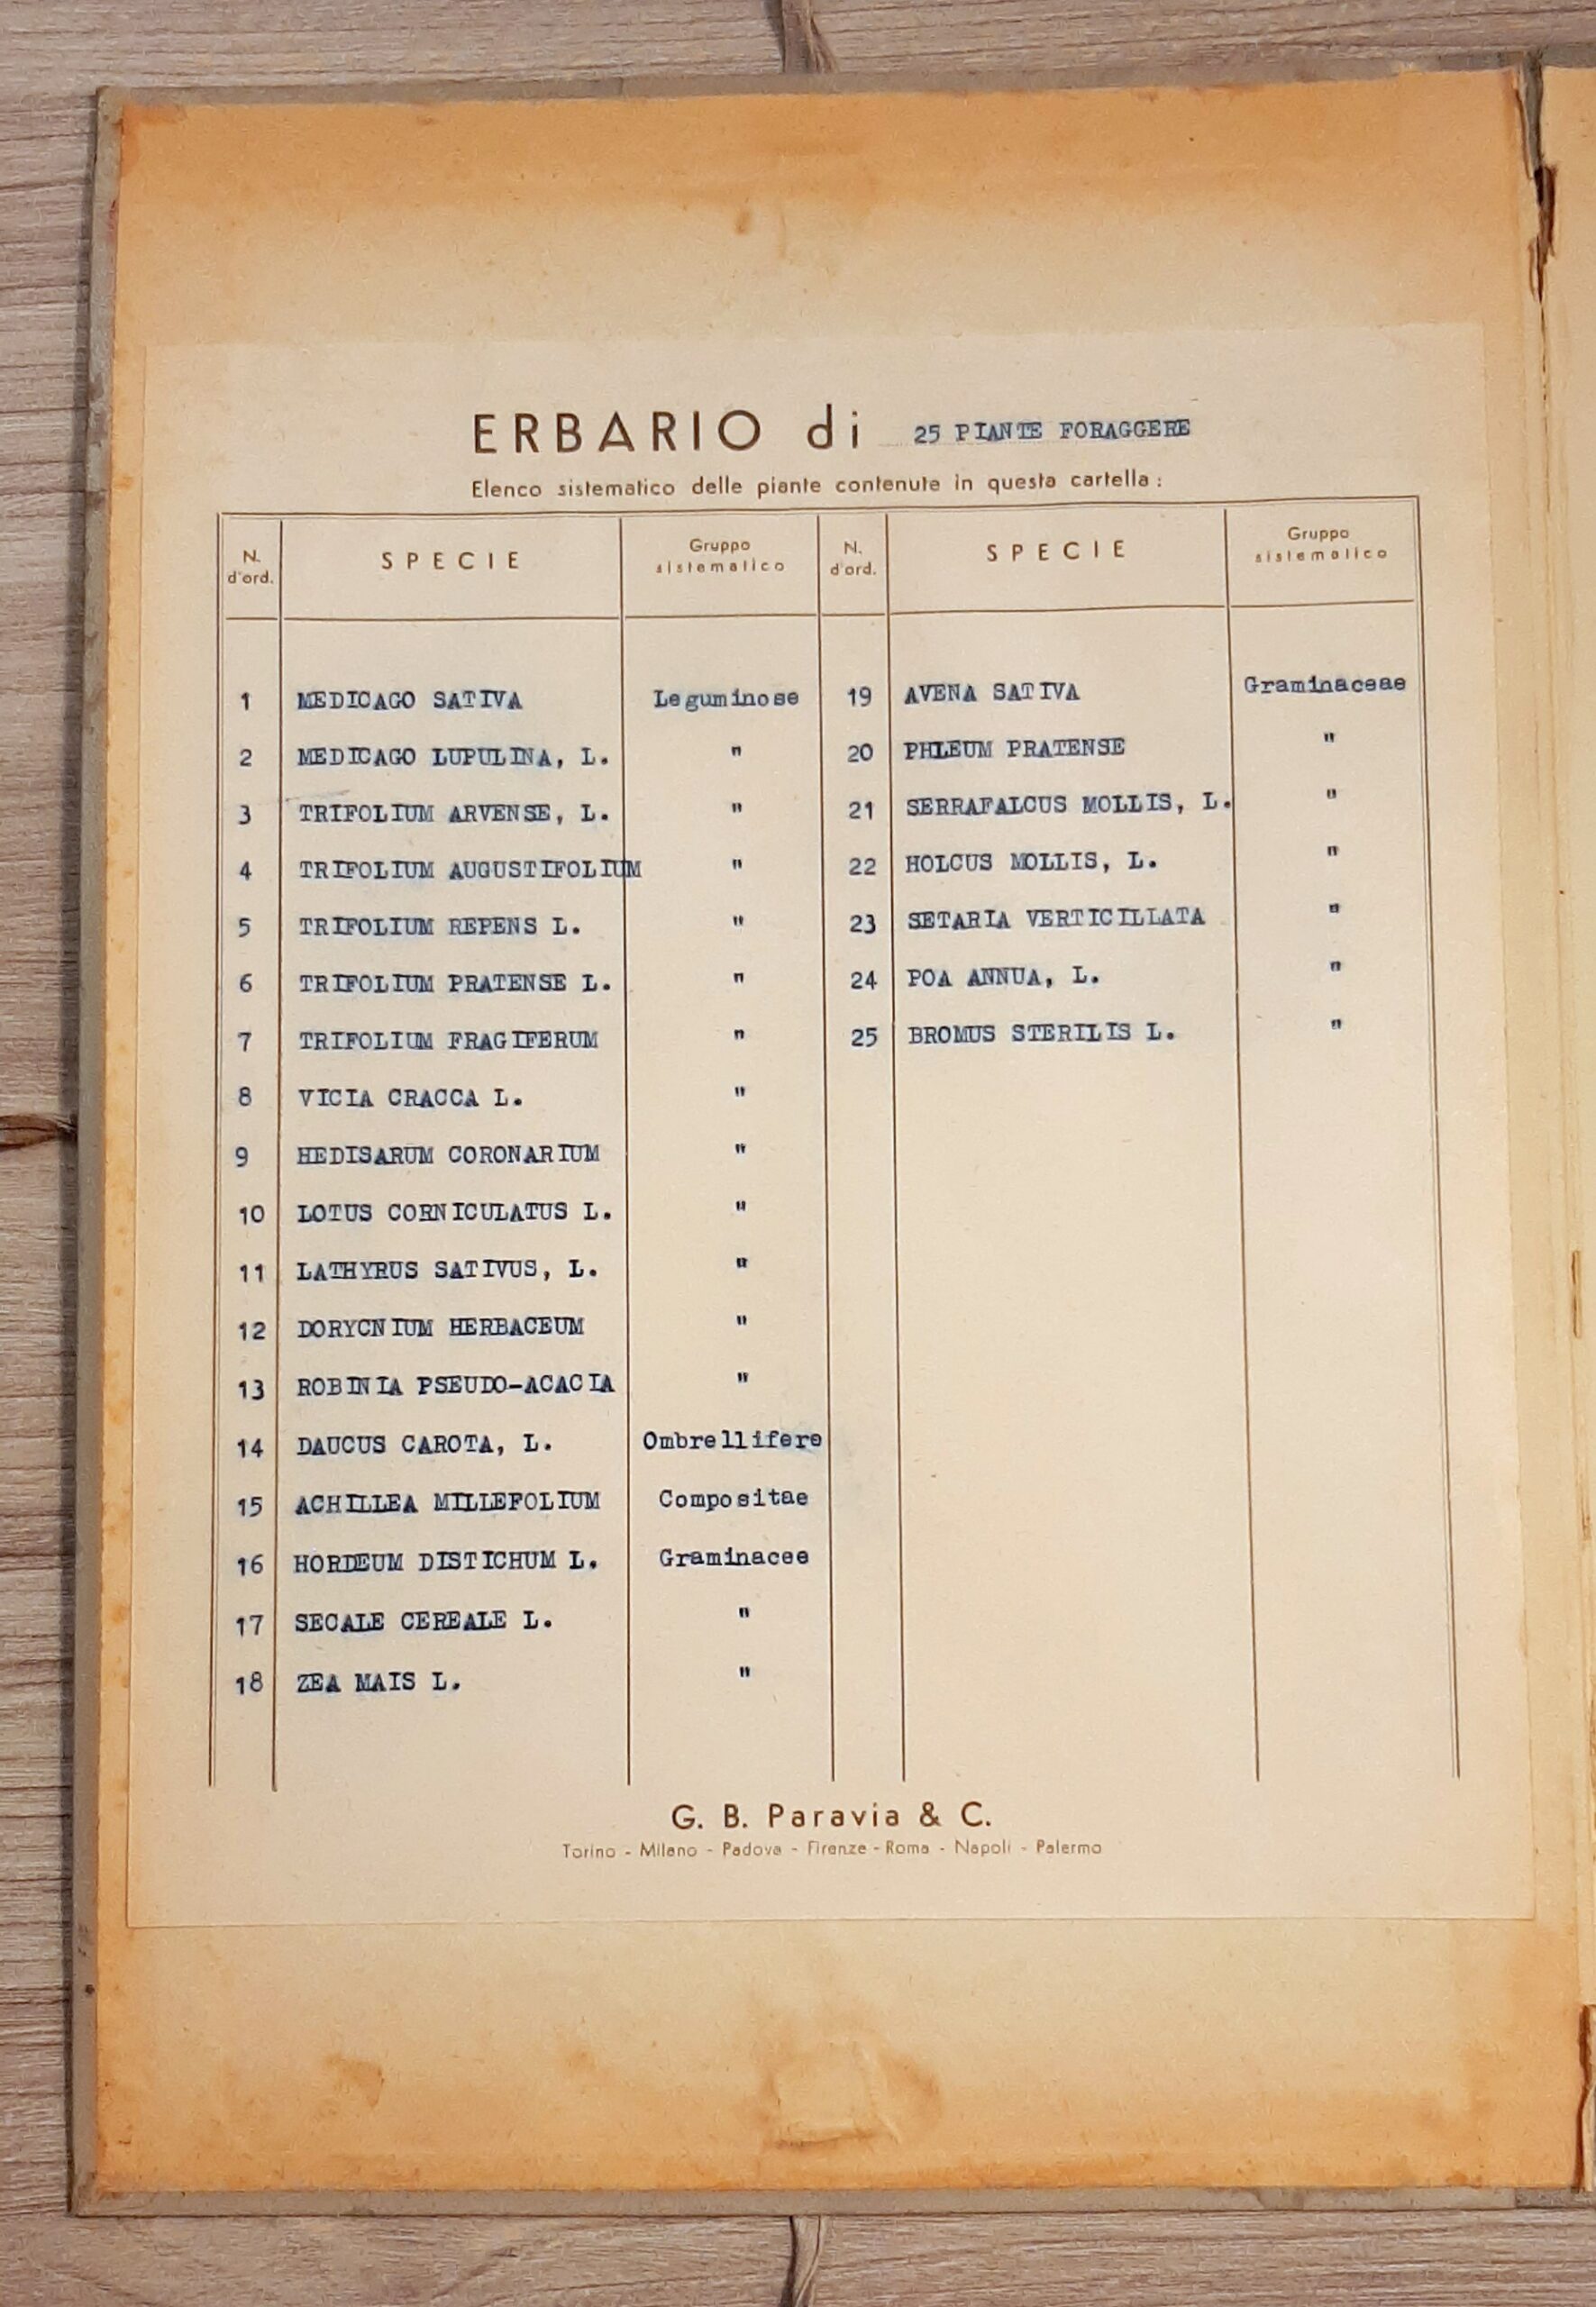 ERBARIO di 25 PIANTE FORAGGERE
Elenco sistematico delle piante contenute in questa cartella :
N. d'ord. SPECIE Gruppo sistematico N. d'ord. SPECIE Gruppo sistematico
1 MEDICAGO SATIVA Leguminose 19 AVENA SATIVA Graminaceae
2 MEDICAGO LUPULINA, L. " 20 PHLEUM PRATENSE "
3 TRIFOLIUM ARVENSE, L. " 21 SERRAFALCUS MOLLIS, L. "
4 TRIFOLIUM AUGUSTIFOLIUM " 22 HOLCUS MOLLIS, L. "
5 TRIFOLIUM REPENS L. " 23 SETARIA VERTICILLATA "
6 TRIFOLIUM PRATENSE L. " 24 POA ANNUA, L. "
7 TRIFOLIUM FRAGIFERUM " 25 BROMUS STERILIS L. "
8 VICIA CRACCA L. "
9 HEDISARUM CORONARIUM "
10 LOTUS CORNICULATUS L. "
11 LATHYRUS SATIVUS, L. "
12 DORYCNIUM HERBACEUM "
13 ROBINIA PSEUDO-ACACIA "
14 DAUCUS CAROTA, L. Ombrellifere
15 ACHILLEA MILLEFOLIUM Compositae
16 HORDEUM DISTICHUM L. Graminacee
17 SECALE CEREALE L. "
18 ZEA MAIS L. "
G. B. Paravia & C.
Torino - Milano - Padova - Firenze - Roma - Napoli - Palermo